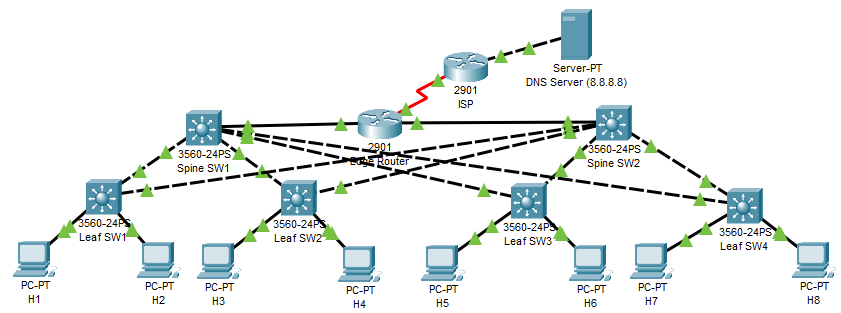 Server-PT
DNS Server (8.8.8.8)
2901
ISP
2901
Edge Router
3560-24PS
Spine SW1
3560-24PS
Spine SW2
3560-24PS
Leaf SW1
3560-24PS
Leaf SW2
3560-24PS
Leaf SW3
3560-24PS
Leaf SW4
PC-PT
H1
PC-PT
H2
PC-PT
H3
PC-PT
H4
PC-PT
H5
PC-PT
H6
PC-PT
H7
PC-PT
H8